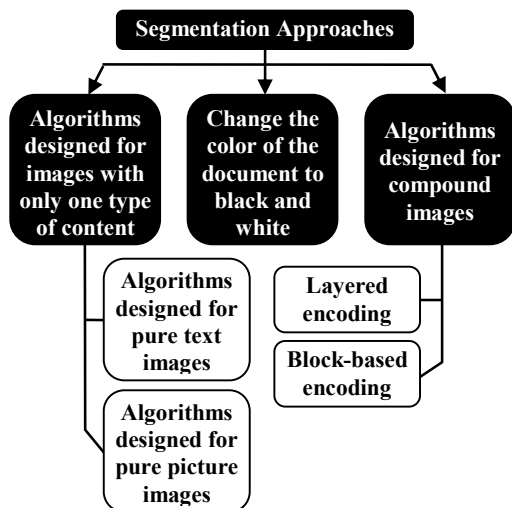 Segmentation Approaches
Algorithms
designed for
images with
only one type
of content
Change the
color of the
document to
black and
white
Algorithms
designed for
compound
images
Algorithms
designed for
pure text
images
Algorithms
designed for
pure picture
images
Layered
encoding
Block-based
encoding